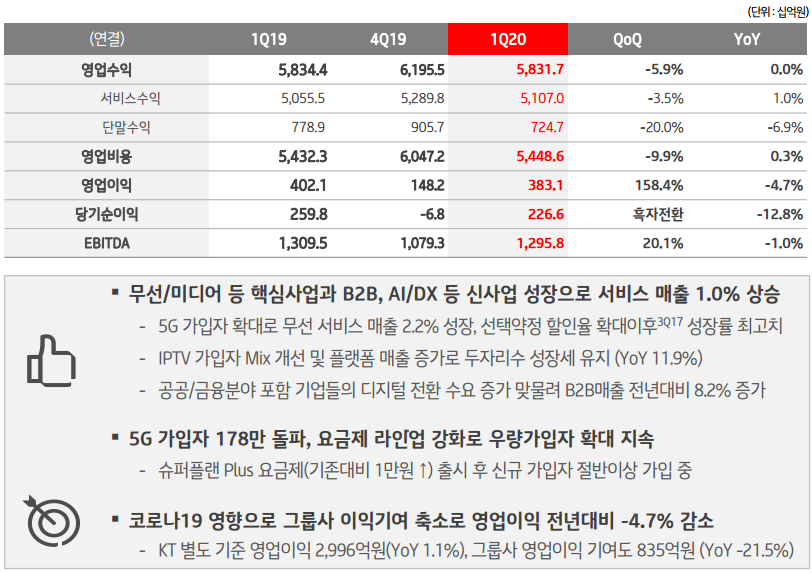 (단위 : 십억원)
(연결) 1Q19 4Q19 1Q20 QoQ YoY
영업수익 5,834.4 6,195.5 5,831.7 -5.9% 0.0%
서비스수익 5,055.5 5,289.8 5,107.0 -3.5% 1.0%
단말수익 778.9 905.7 724.7 -20.0% -6.9%
영업비용 5,432.3 6,047.2 5,448.6 -9.9% 0.3%
영업이익 402.1 148.2 383.1 158.4% -4.7%
당기순이익 259.8 -6.8 226.6 흑자전환 -12.8%
EBITDA 1,309.5 1,079.3 1,295.8 20.1% -1.0%
▪ 무선/미디어 등 핵심사업과 B2B, AI/DX 등 신사업 성장으로 서비스 매출 1.0% 상승
- 5G 가입자 확대로 무선 서비스 매출 2.2% 성장, 선택약정 할인율 확대이후3Q17 성장률 최고치
- IPTV 가입자 Mix 개선 및 플랫폼 매출 증가로 두자리수 성장세 유지 (YoY 11.9%)
- 공공/금융분야 포함 기업들의 디지털 전환 수요 증가 맞물려 B2B매출 전년대비 8.2% 증가
▪ 5G 가입자 178만 돌파, 요금제 라인업 강화로 우량가입자 확대 지속
- 슈퍼플랜 Plus 요금제(기존대비 1만원 ↑) 출시 후 신규 가입자 절반이상 가입 중
▪ 코로나19 영향으로 그룹사 이익기여 축소로 영업이익 전년대비 -4.7% 감소
- KT 별도 기준 영업이익 2,996억원(YoY 1.1%), 그룹사 영업이익 기여도 835억원 (YoY -21.5%)